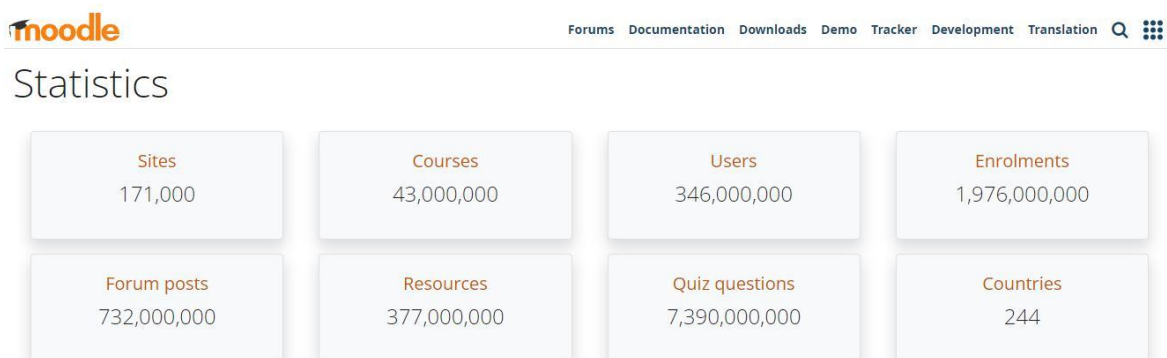 moodle
Forums Documentation Downloads Demo Tracker Development Translation
Statistics
Sites
171,000
Courses
43,000,000
Users
346,000,000
Enrolments
1,976,000,000
Forum posts
732,000,000
Resources
377,000,000
Quiz questions
7,390,000,000
Countries
244